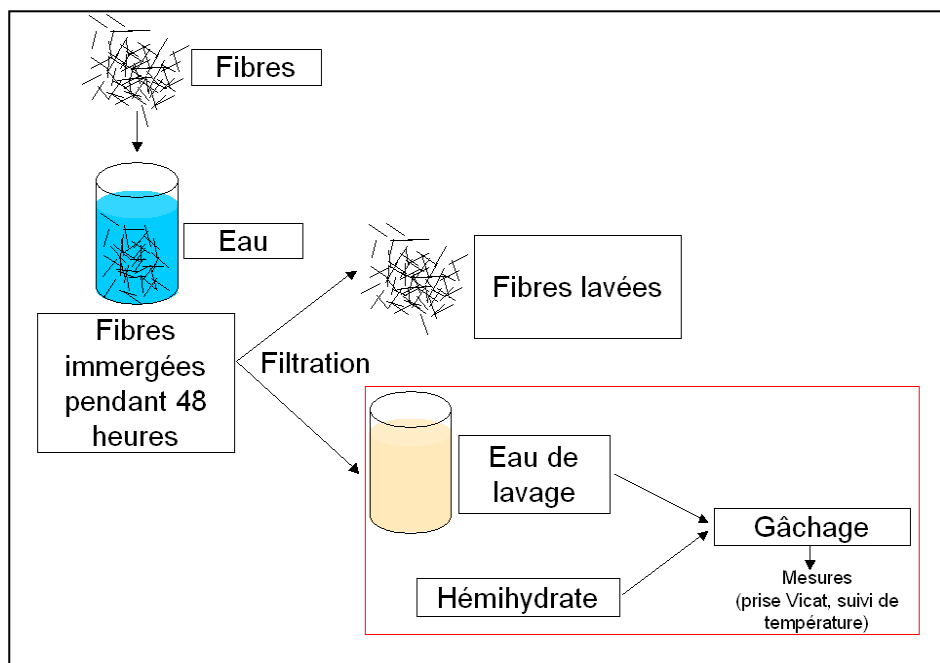 Fibres
Eau
Fibres
immergées
pendant 48
heures
Filtration
Fibres lavées
Eau de
lavage
Hémihydrate
Gâchage
Mesures
(prise Vicat, suivi de
température)